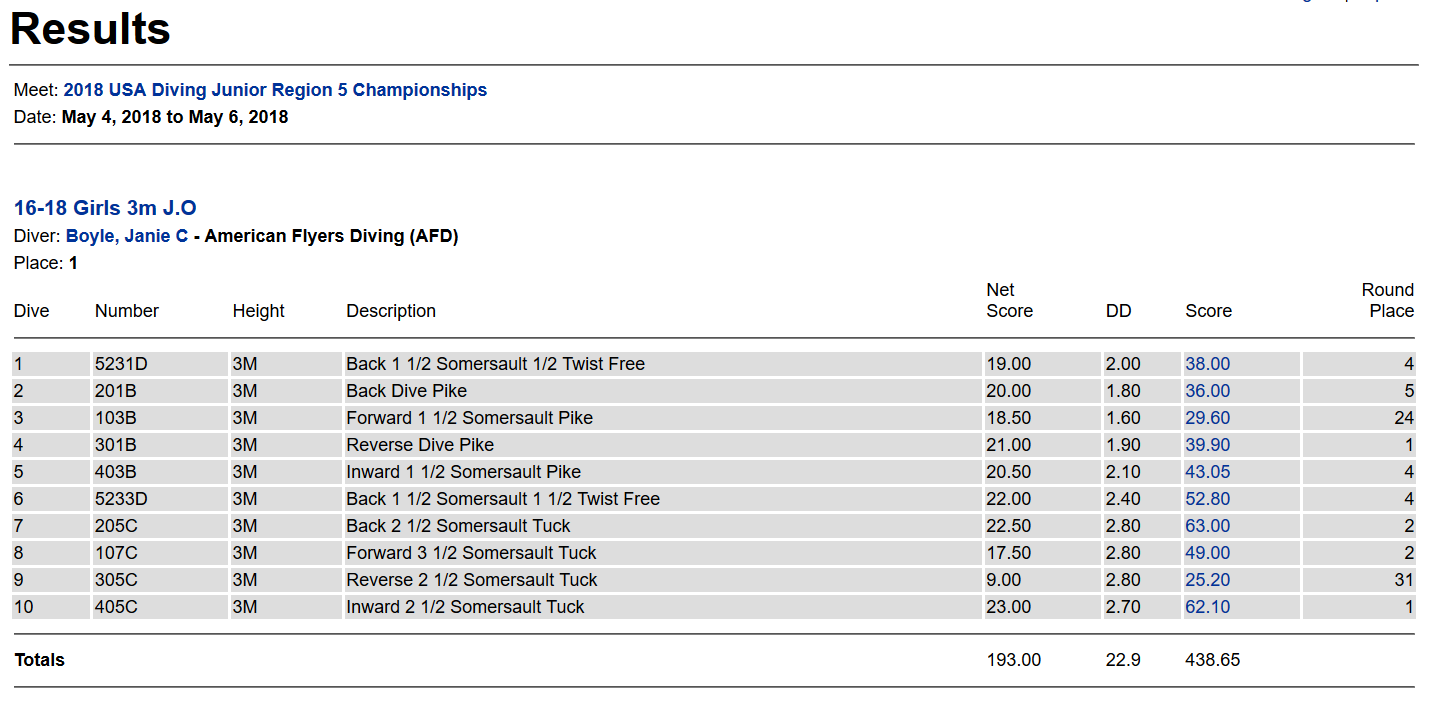 Results
Meet: 2018 USA Diving Junior Region 5 Championships
Date: May 4, 2018 to May 6, 2018
16-18 Girls 3m J.O
Diver: Boyle, Janie C - American Flyers Diving (AFD)
Place: 1
Dive Number Height Description Net Score DD Score Round Place
1 5231D 3M Back 1 1/2 Somersault 1/2 Twist Free 19.00 2.00 38.00 4
2 201B 3M Back Dive Pike 20.00 1.80 36.00 5
3 103B 3M Forward 1 1/2 Somersault Pike 18.50 1.60 29.60 24
4 301B 3M Reverse Dive Pike 21.00 1.90 39.90 1
5 403B 3M Inward 1 1/2 Somersault Pike 20.50 2.10 43.05 4
6 5233D 3M Back 1 1/2 Somersault 1 1/2 Twist Free 22.00 2.40 52.80 4
7 205C 3M Back 2 1/2 Somersault Tuck 22.50 2.80 63.00 2
8 107C 3M Forward 3 1/2 Somersault Tuck 17.50 2.80 49.00 2
9 305C 3M Reverse 2 1/2 Somersault Tuck 9.00 2.80 25.20 31
10 405C 3M Inward 2 1/2 Somersault Tuck 23.00 2.70 62.10 1
Totals 193.00 22.9 438.65